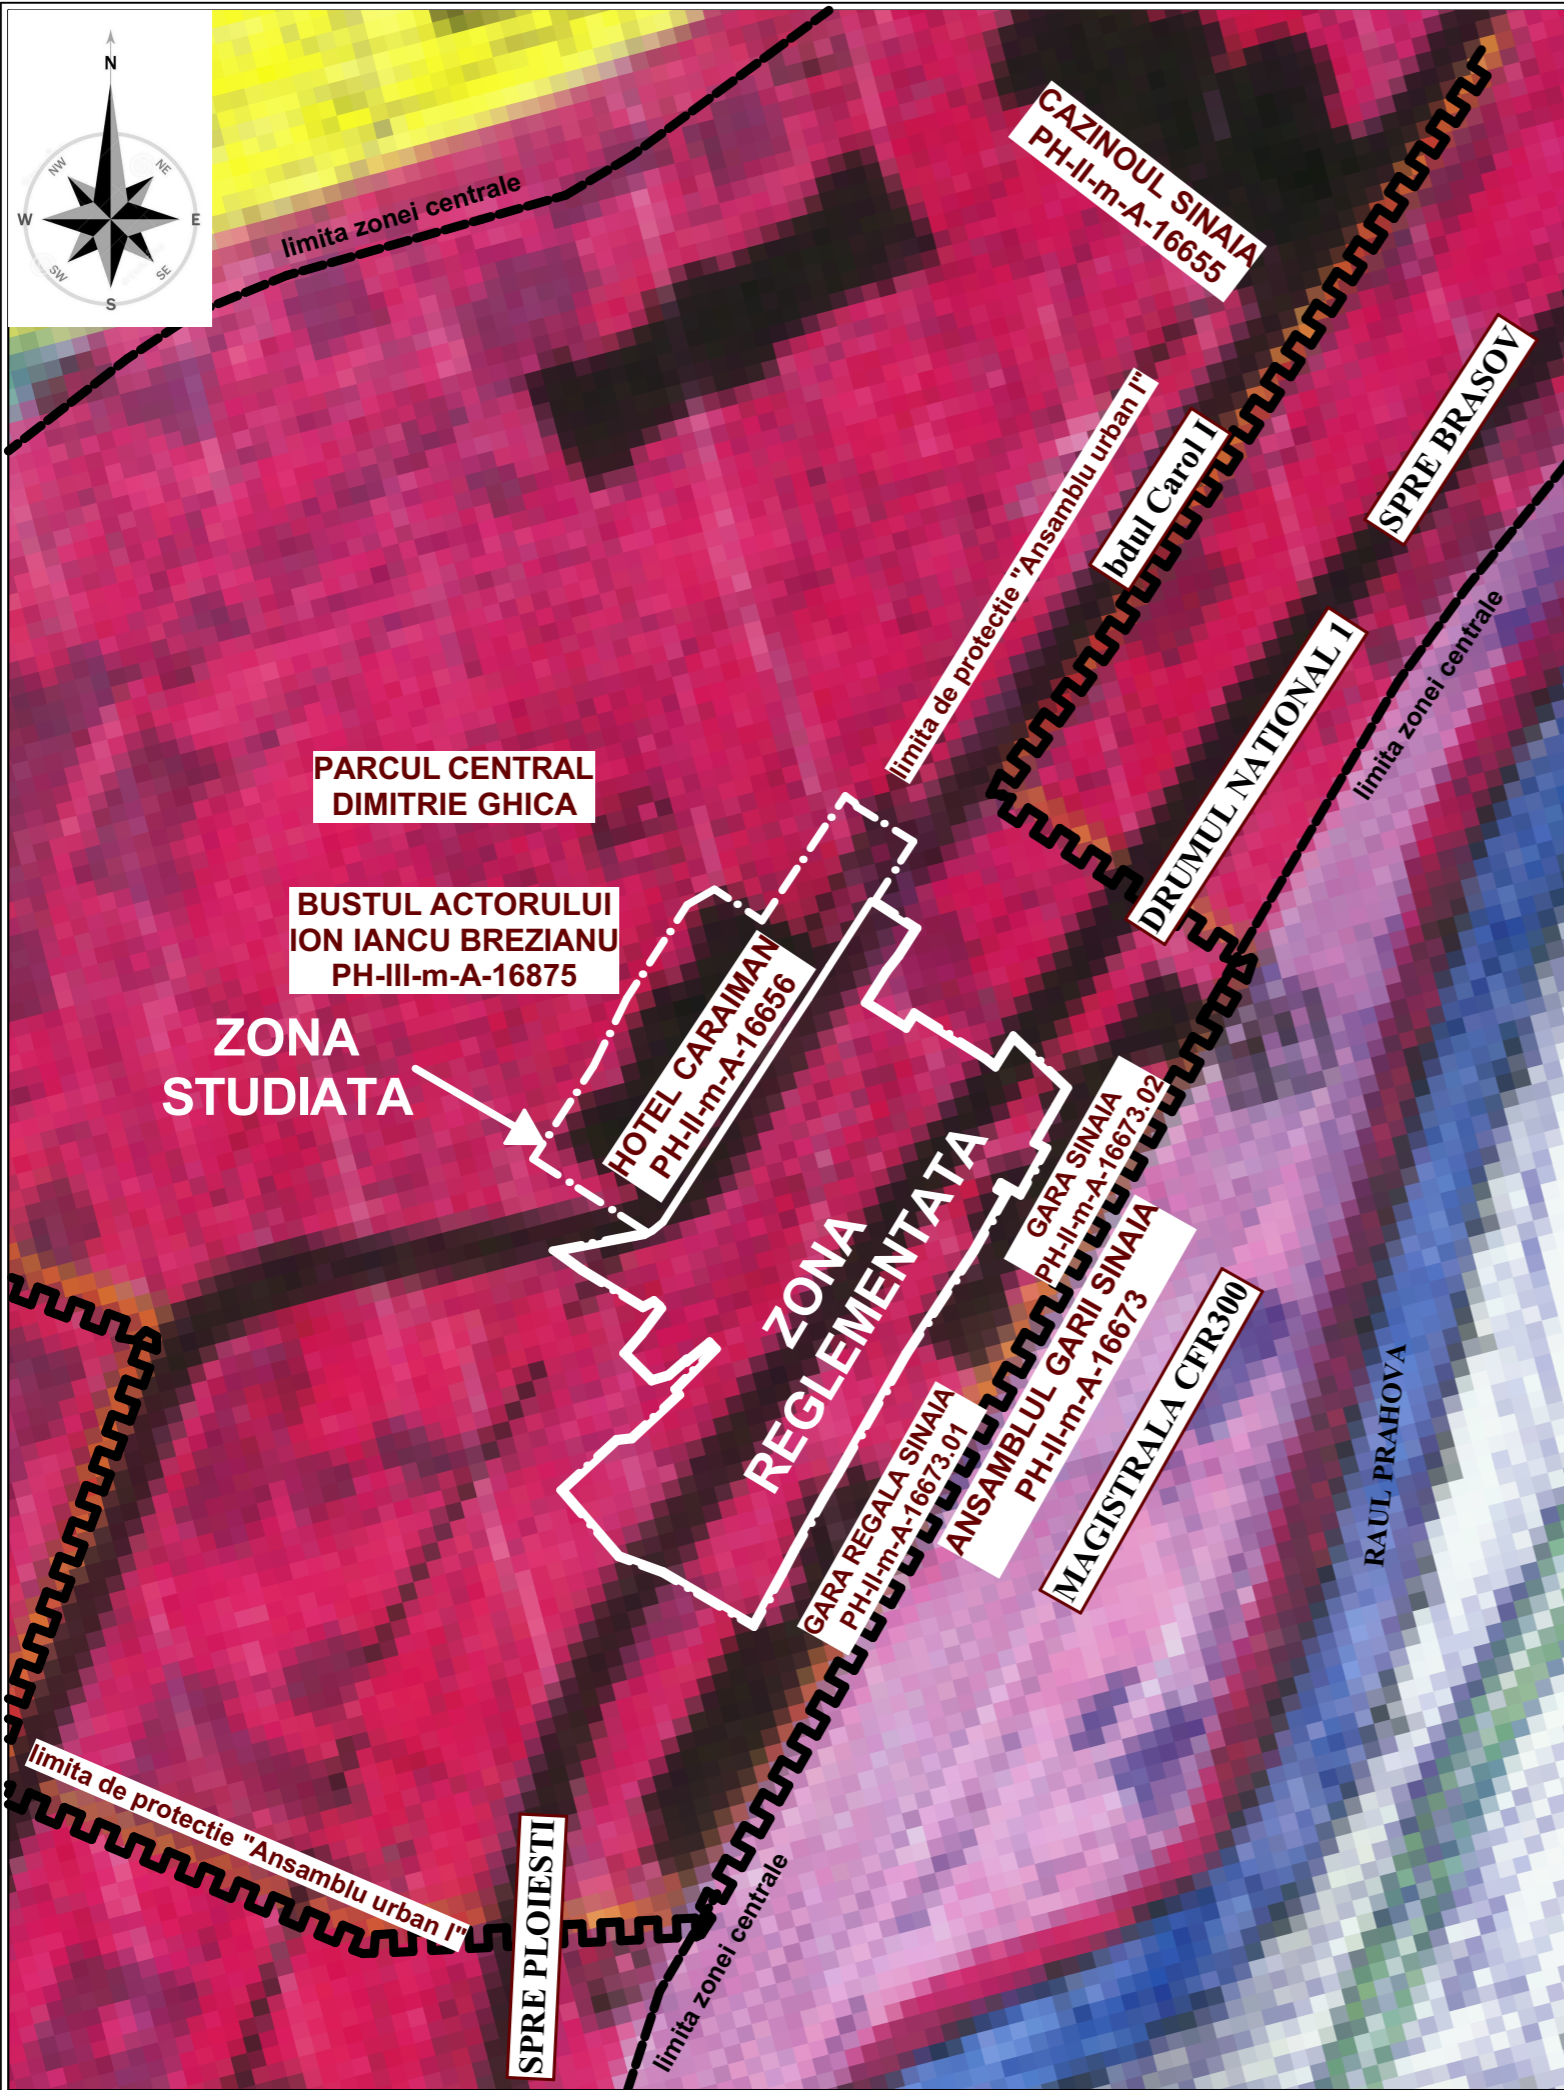 N
NW
NE
W
E
SW
SE
S
limita zonei centrale
CAZINOUL SINAIA
PH-II-m-A-16655
limita de protectie "Ansamblu urban I"
bdul Carol I
SPRE BRASOV
limita zonei centrale
DRUMUL NATIONAL 1
PARCUL CENTRAL
DIMITRIE GHICA
BUSTUL ACTORULUI
ION IANCU BREZIANU
PH-III-m-A-16875
ZONA
STUDIATA
HOTEL CARAIMAN
PH-II-m-A-16656
ZONA
REGLEMENTATA
GARA SINAIA
PH-II-m-A-16673.02
ANSAMBLUL GARII SINAIA
PH-II-m-A-16673
GARA REGALA SINAIA
PH-II-m-A-16673.01
MAGISTRALA CFR300
RAUL PRAHOVA
limita de protectie "Ansamblu urban I"
SPRE PLOIESTI
limita zonei centrale